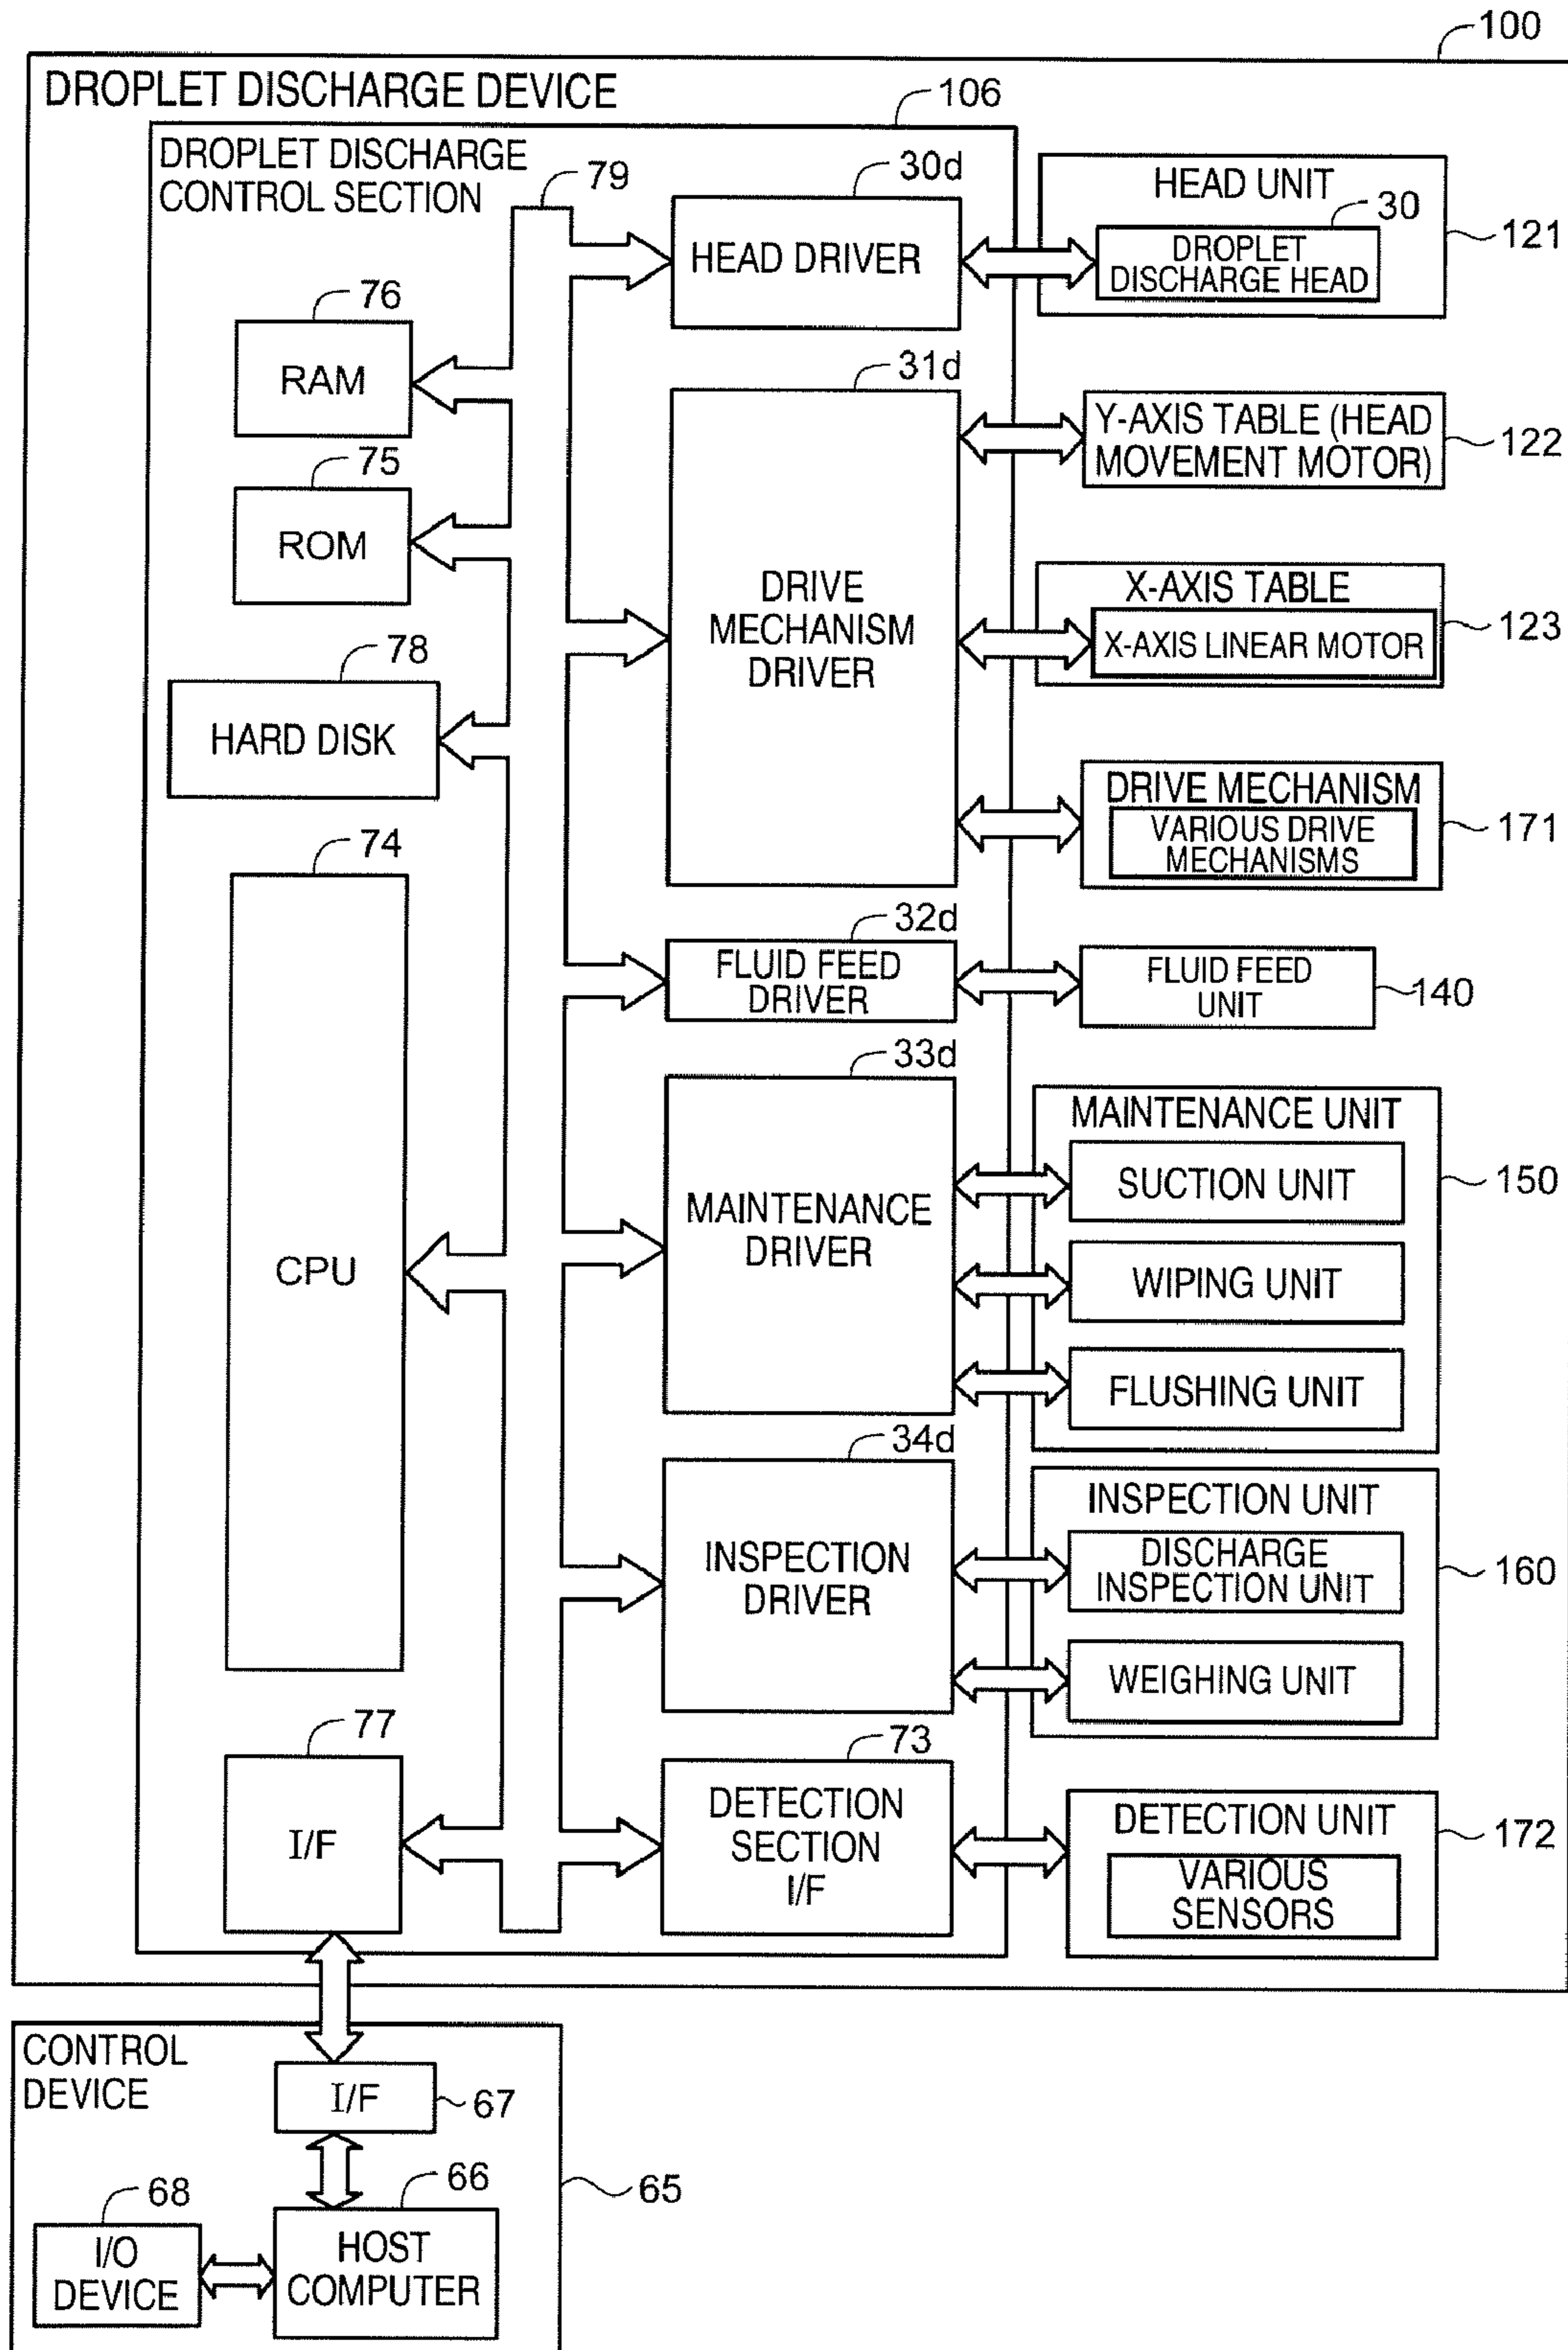 100
DROPLET DISCHARGE DEVICE
106
DROPLET DISCHARGE
CONTROL SECTION
79
30d
HEAD DRIVER
HEAD UNIT
30
DROPLET
DISCHARGE HEAD
121
76
RAM
31d
DRIVE
MECHANISM
DRIVER
Y-AXIS TABLE (HEAD
MOVEMENT MOTOR)
122
75
ROM
X-AXIS TABLE
X-AXIS LINEAR MOTOR
123
78
HARD DISK
DRIVE MECHANISM
VARIOUS DRIVE
MECHANISMS
171
74
CPU
32d
FLUID FEED
DRIVER
FLUID FEED
UNIT
140
33d
MAINTENANCE
DRIVER
MAINTENANCE UNIT
SUCTION UNIT
150
WIPING UNIT
FLUSHING UNIT
34d
INSPECTION
DRIVER
INSPECTION UNIT
DISCHARGE
INSPECTION UNIT
160
WEIGHING UNIT
77
I/F
73
DETECTION
SECTION
I/F
DETECTION UNIT
172
VARIOUS
SENSORS
CONTROL
DEVICE
I/F
67
65
68
I/O
DEVICE
66
HOST
COMPUTER